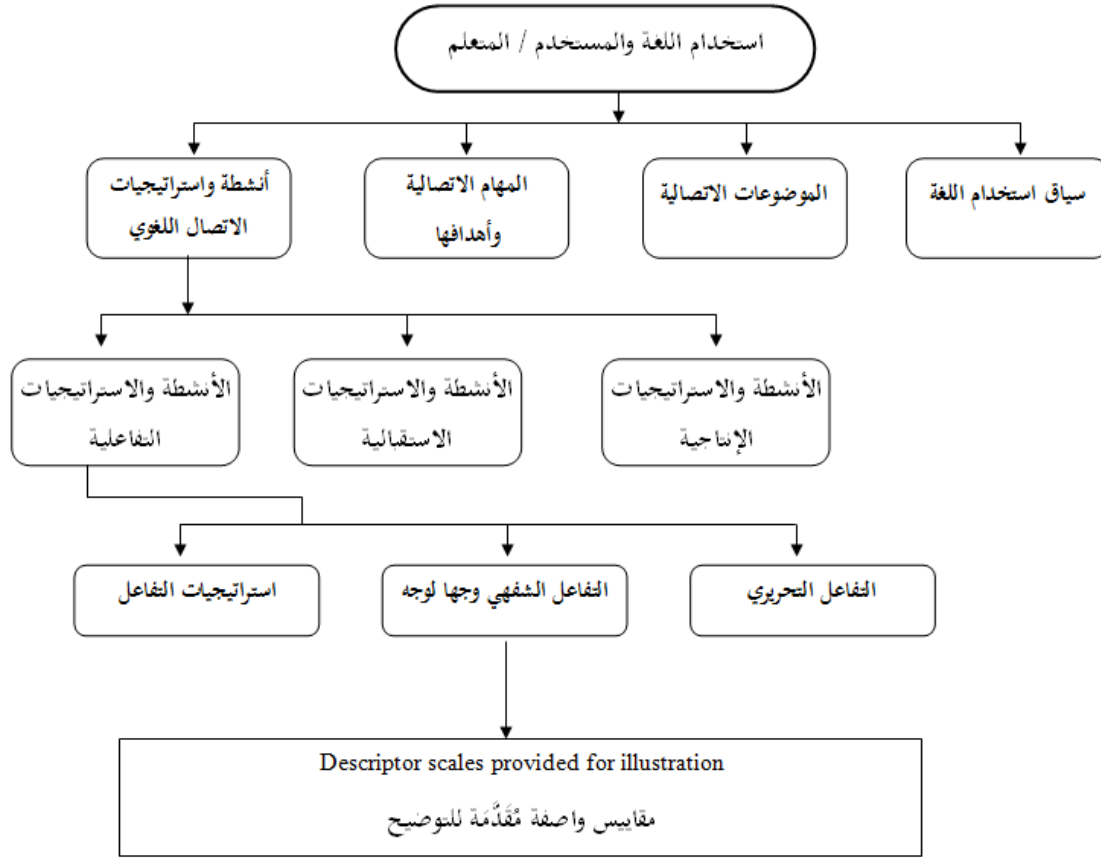 استخدام اللغة والمستخدم / المتعلم
سياق استخدام اللغة
الموضوعات الاتصالية
المهام الاتصالية
وأهدافها
أنشطة واستراتيجيات
الاتصال اللغوي
الأنشطة والاستراتيجيات
الإنتاجية
الأنشطة والاستراتيجيات
الاستقبالية
الأنشطة والاستراتيجيات
التفاعلية
التفاعل التحريري
التفاعل الشفهي وجها لوجه
استراتيجيات التفاعل
Descriptor scales provided for illustration
مقاييس واصفة مُقَدَّمَة للتوضيح